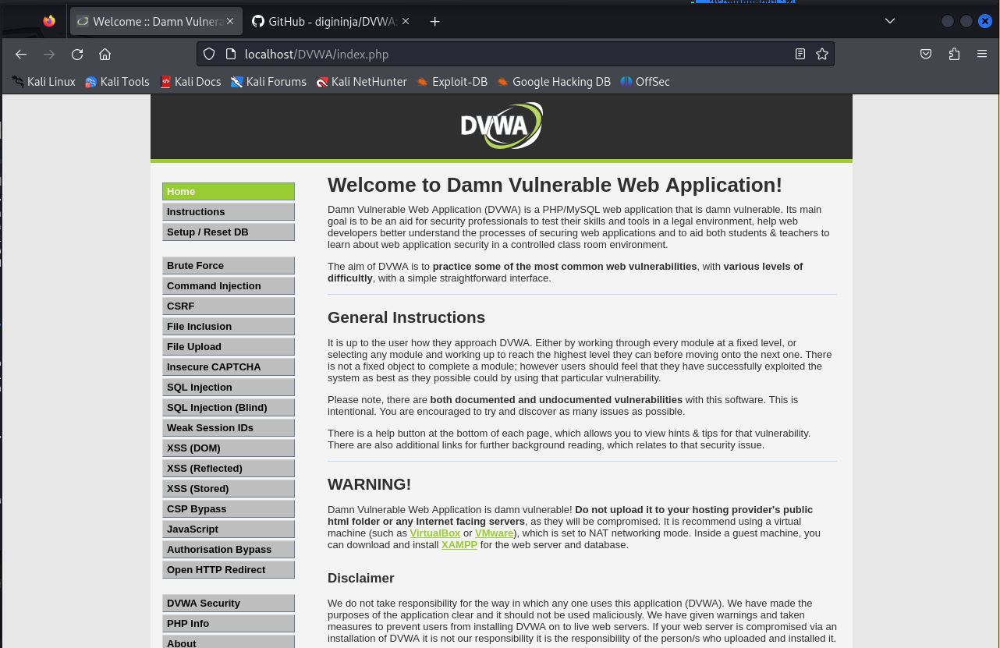 Welcome :: Damn Vulnera
GitHub - digininja/DVWA:
localhost/DVWA/index.php
Kali Linux
Kali Tools
Kali Docs
Kali Forums
Kali NetHunter
Exploit-DB
Google Hacking DB
OffSec
DVWA
Home
Instructions
Setup / Reset DB
Brute Force
Command Injection
CSRF
File Inclusion
File Upload
Insecure CAPTCHA
SQL Injection
SQL Injection (Blind)
Weak Session IDs
XSS (DOM)
XSS (Reflected)
XSS (Stored)
CSP Bypass
JavaScript
Authorisation Bypass
Open HTTP Redirect
DVWA Security
PHP Info
About
Welcome to Damn Vulnerable Web Application!
Damn Vulnerable Web Application (DVWA) is a PHP/MySQL web application that is damn vulnerable. Its main
goal is to be an aid for security professionals to test their skills and tools in a legal environment, help web
developers better understand the processes of securing web applications and to aid both students & teachers to
learn about web application security in a controlled class room environment.
The aim of DVWA is to practice some of the most common web vulnerabilities, with various levels of
difficultly, with a simple straightforward interface.
General Instructions
It is up to the user how they approach DVWA. Either by working through every module at a fixed level, or
selecting any module and working up to reach the highest level they can before moving onto the next one. There
is not a fixed object to complete a module; however users should feel that they have successfully exploited the
system as best as they possible could by using that particular vulnerability.
Please note, there are both documented and undocumented vulnerabilities with this software. This is
intentional. You are encouraged to try and discover as many issues as possible.
There is a help button at the bottom of each page, which allows you to view hints & tips for that vulnerability.
There are also additional links for further background reading, which relates to that security issue.
WARNING!
Damn Vulnerable Web Application is damn vulnerable! Do not upload it to your hosting provider's public
html folder or any Internet facing servers, as they will be compromised. It is recommend using a virtual
machine (such as VirtualBox or VMware), which is set to NAT networking mode. Inside a guest machine, you
can download and install XAMPP for the web server and database.
Disclaimer
We do not take responsibility for the way in which any one uses this application (DVWA). We have made the
purposes of the application clear and it should not be used maliciously. We have given warnings and taken
measures to prevent users from installing DVWA on to live web servers. If your web server is compromised via an
installation of DVWA it is not our responsibility it is the responsibility of the person/s who uploaded and installed it.